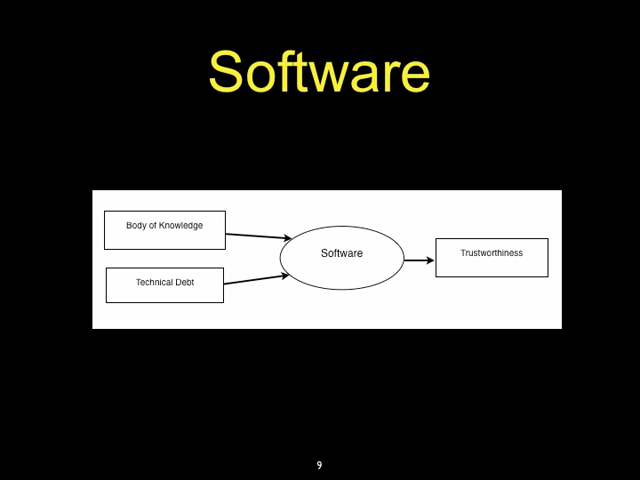 Software
Body of Knowledge
Software
Trustworthiness
Technical Debt
9